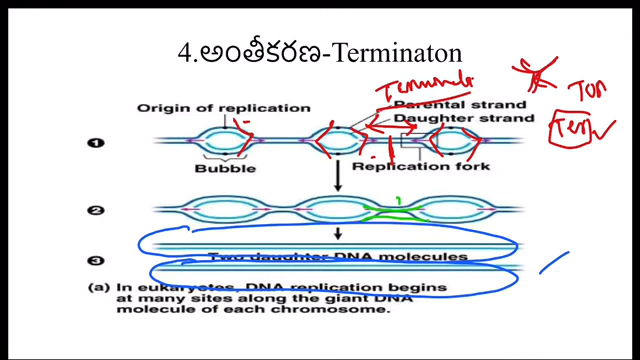 4.అంతీకరణ-Terminaton
Ton
Ter
Origin of replication
Parental strand
Daughter strand
1
Bubble
Replication fork
2
Two daughter DNA molecules
3
(a) In eukaryotes, DNA replication begins
at many sites along the giant DNA
molecule of each chromosome.